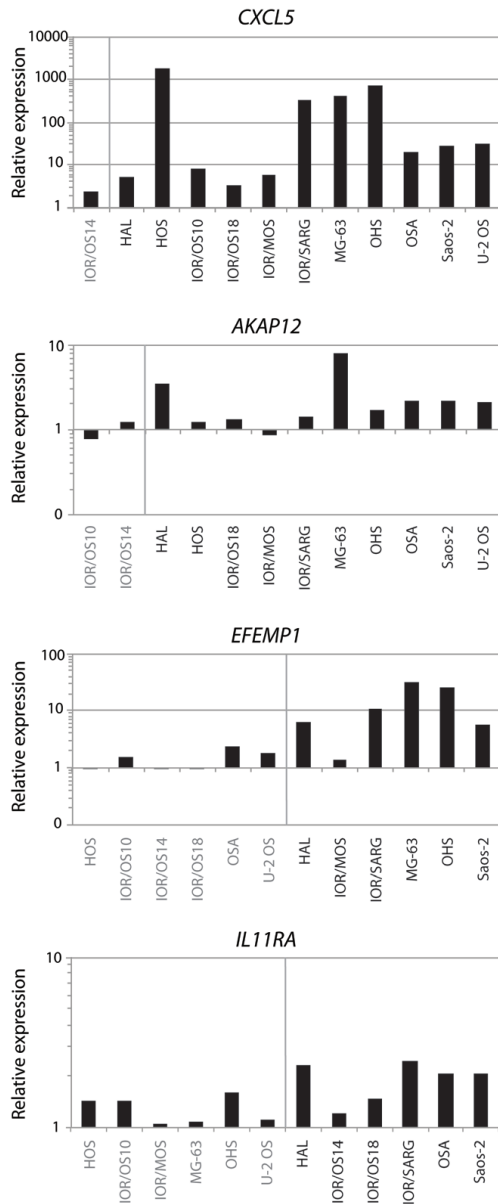 CXCL5
Relative expression
10000
1000
100
10
1
IOR/OS14
HAL
HOS
IOR/OS10
IOR/OS18
IOR/MOS
IOR/SARG
MG-63
OHS
OSA
Saos-2
U-2 OS
AKAP12
Relative expression
10
1
0
IOR/OS10
IOR/OS14
HAL
HOS
IOR/OS18
IOR/MOS
IOR/SARG
MG-63
OHS
OSA
Saos-2
U-2 OS
EFEMP1
Relative expression
100
10
1
0
HOS
IOR/OS10
IOR/OS14
IOR/OS18
OSA
U-2 OS
HAL
IOR/MOS
IOR/SARG
MG-63
OHS
Saos-2
IL11RA
Relative expression
10
1
HOS
IOR/OS10
IOR/MOS
MG-63
OHS
U-2 OS
HAL
IOR/OS14
IOR/OS18
IOR/SARG
OSA
Saos-2